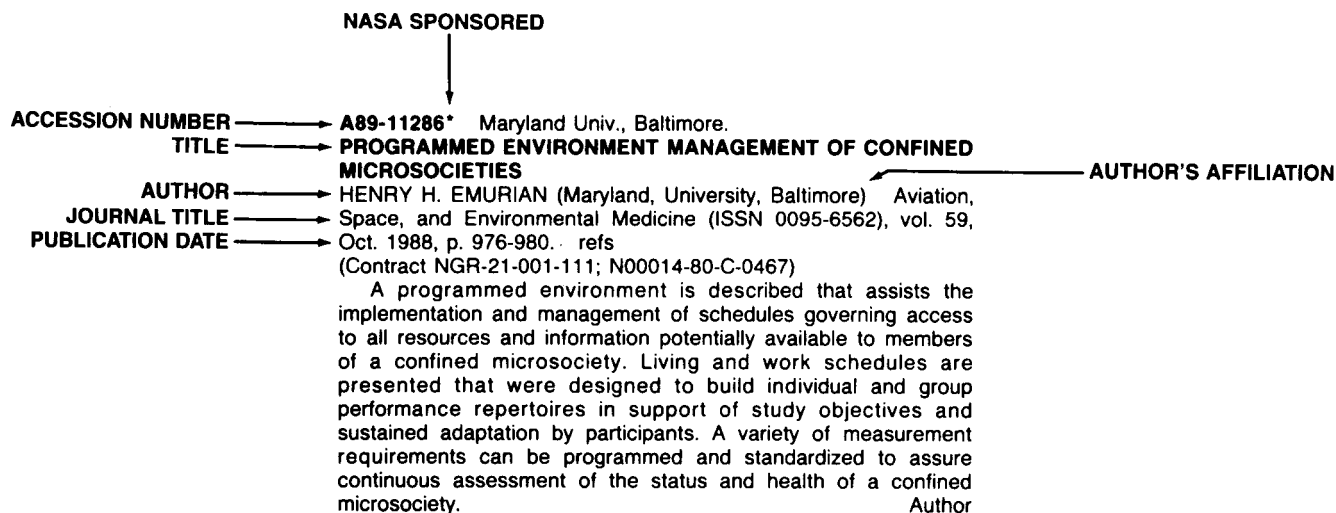 NASA SPONSORED
ACCESSION NUMBER A89-11286* Maryland Univ., Baltimore.
TITLE PROGRAMMED ENVIRONMENT MANAGEMENT OF CONFINED
MICROSOCIETIES
AUTHOR'S AFFILIATION
AUTHOR HENRY H. EMURIAN (Maryland, University, Baltimore) Aviation,
JOURNAL TITLE Space, and Environmental Medicine (ISSN 0095-6562), vol. 59,
PUBLICATION DATE Oct. 1988, p. 976-980. refs
(Contract NGR-21-001-111; N00014-80-C-0467)
A programmed environment is described that assists the
implementation and management of schedules governing access
to all resources and information potentially available to members
of a confined microsociety. Living and work schedules are
presented that were designed to build individual and group
performance repertoires in support of study objectives and
sustained adaptation by participants. A variety of measurement
requirements can be programmed and standardized to assure
continuous assessment of the status and health of a confined
microsociety. Author